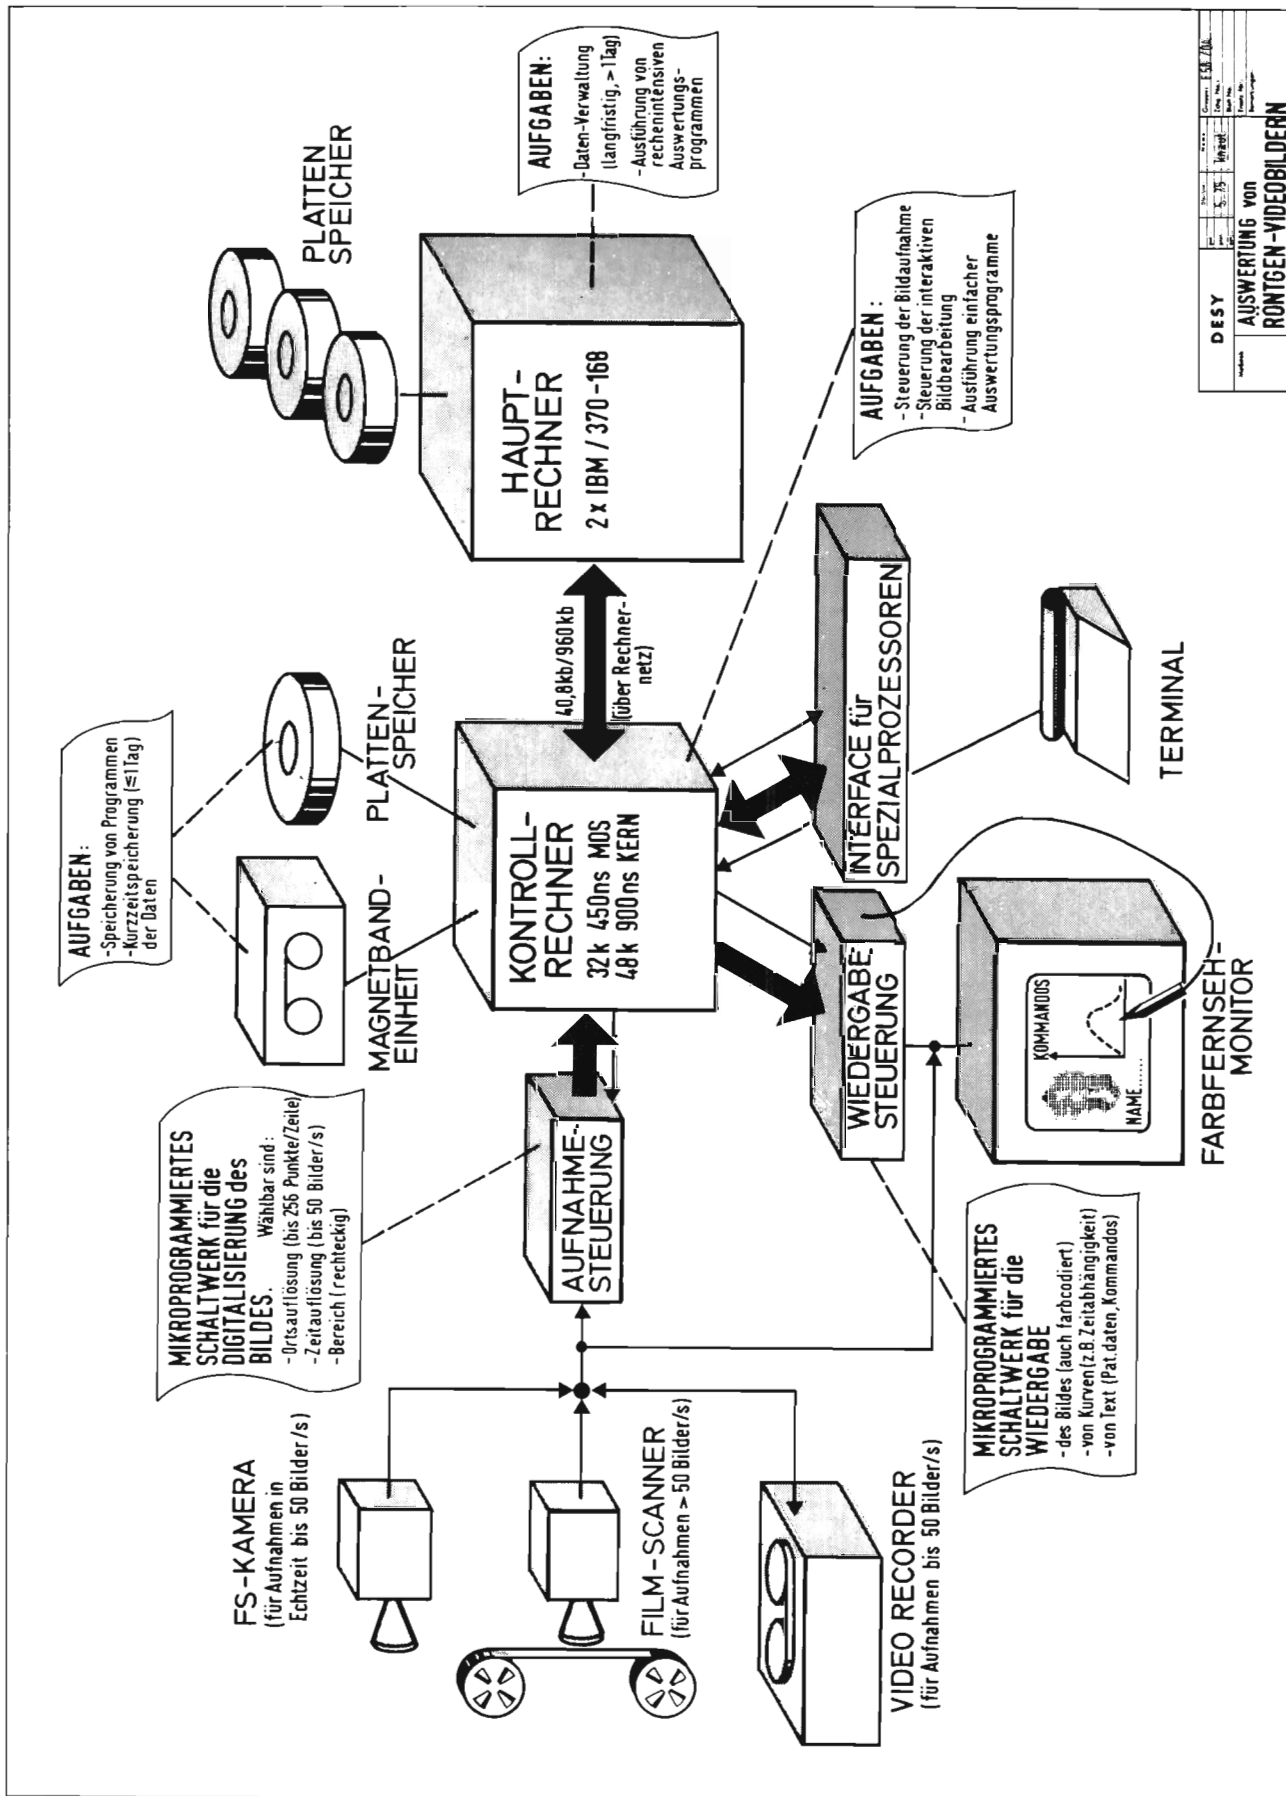 FS-KAMERA
(für Aufnahmen in
Echtzeit bis 50 Bilder/s)
FILM-SCANNER
(für Aufnahmen > 50 Bilder/s)
VIDEO RECORDER
(für Aufnahmen bis 50 Bilder/s)
MIKROPROGRAMMIERTES
SCHALTWERK für die
DIGITALISIERUNG des
BILDES. Wählbar sind:
-Ortsauflösung (bis 256 Punkte/Zeile)
-Zeitauflösung (bis 50 Bilder/s)
-Bereich (rechteckig)
AUFNAHME-
STEUERUNG
MIKROPROGRAMMIERTES
SCHALTWERK für die
WIEDERGABE
-des Bildes (auch farbcodiert)
-von Kurven (z.B. Zeitabhängigkeit)
-von Text (Pat.daten, Kommandos)
AUFGABEN:
-Speicherung von Programmen
-Kurzzeitspeicherung (≤1Tag)
der Daten
MAGNETBAND-
EINHEIT
PLATTEN-
SPEICHER
KONTROLL-
RECHNER
32k 450ns MOS
48k 900ns KERN
WIEDERGABE
STEUERUNG
KOMMANDOS
NAME......
FARBFERNSEH-
MONITOR
INTERFACE für
SPEZIALPROZESSOREN
TERMINAL
40,8kb/960kb
(über Rechner-
netz)
PLATTEN
SPEICHER
HAUPT-
RECHNER
2 x IBM / 370-168
AUFGABEN:
-Daten-Verwaltung
(langfristig, > 1Tag)
-Ausführung von
rechenintensiven
Auswertungs-
programmen
AUFGABEN:
-Steuerung der Bildaufnahme
-Steuerung der interaktiven
Bildbearbeitung
-Ausführung einfacher
Auswertungsprogramme
DESY
Name
AUSWERTUNG von
RÖNTGEN-VIDEOBILDERN